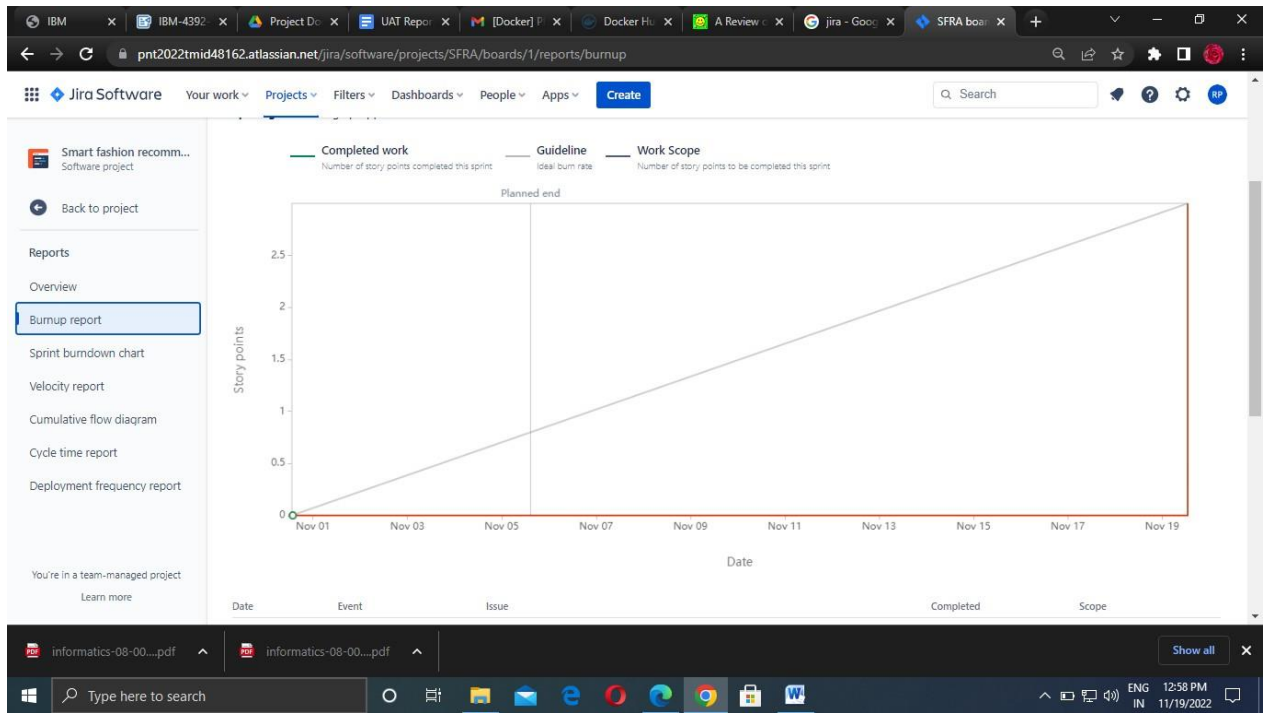 IBM
IBM-4392-
Project Do
UAT Repor
[Docker] P
Docker Hu
A Review o
jira - Goog
SFRA boar
pnt2022tmid48162.atlassian.net/jira/software/projects/SFRA/boards/1/reports/burnup
Jira Software Your work Projects Filters Dashboards People Apps Create Search RP
Smart fashion recomm...
Software project
Back to project
Reports
Overview
Burnup report
Sprint burndown chart
Velocity report
Cumulative flow diagram
Cycle time report
Deployment frequency report
You're in a team-managed project
Learn more
Completed work
Number of story points completed this sprint
Guideline
Ideal burn rate
Work Scope
Number of story points to be completed this sprint
Planned end
Story points
2.5
2
1.5
1
0.5
0
Nov 01 Nov 03 Nov 05 Nov 07 Nov 09 Nov 11 Nov 13 Nov 15 Nov 17 Nov 19
Date
Date Event Issue Completed Scope
informatics-08-00....pdf
informatics-08-00....pdf
Show all
Type here to search
ENG
IN
12:58 PM
11/19/2022